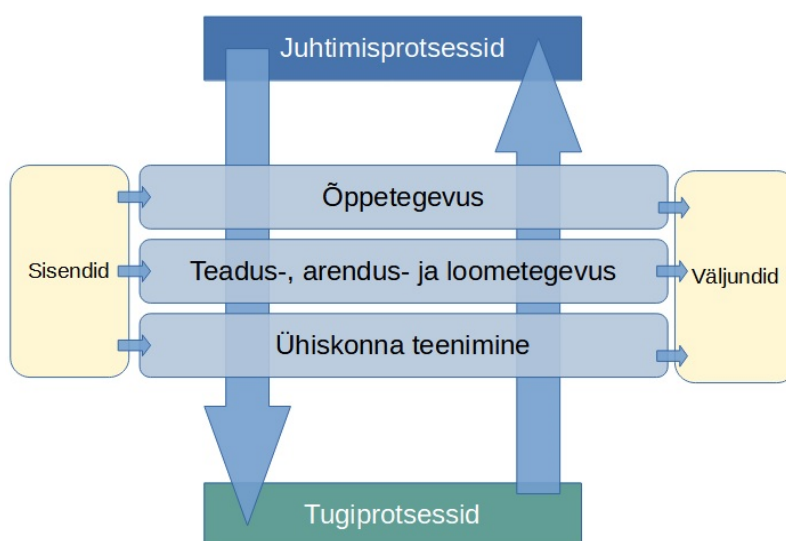 Juhtimisprotsessid
Õppetegevus
Sisendid
Teadus-, arendus- ja loometegevus
Väljundid
Ühiskonna teenimine
Tugiprotsessid